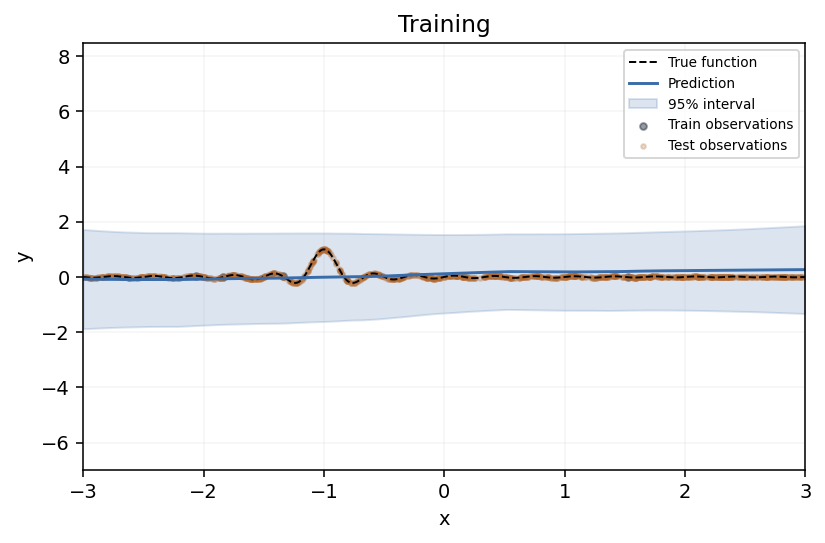 Training
8
6
4
2
0
−2
−4
−6
y
−3
−2
−1
0
1
2
3
x
True function
Prediction
95% interval
Train observations
Test observations